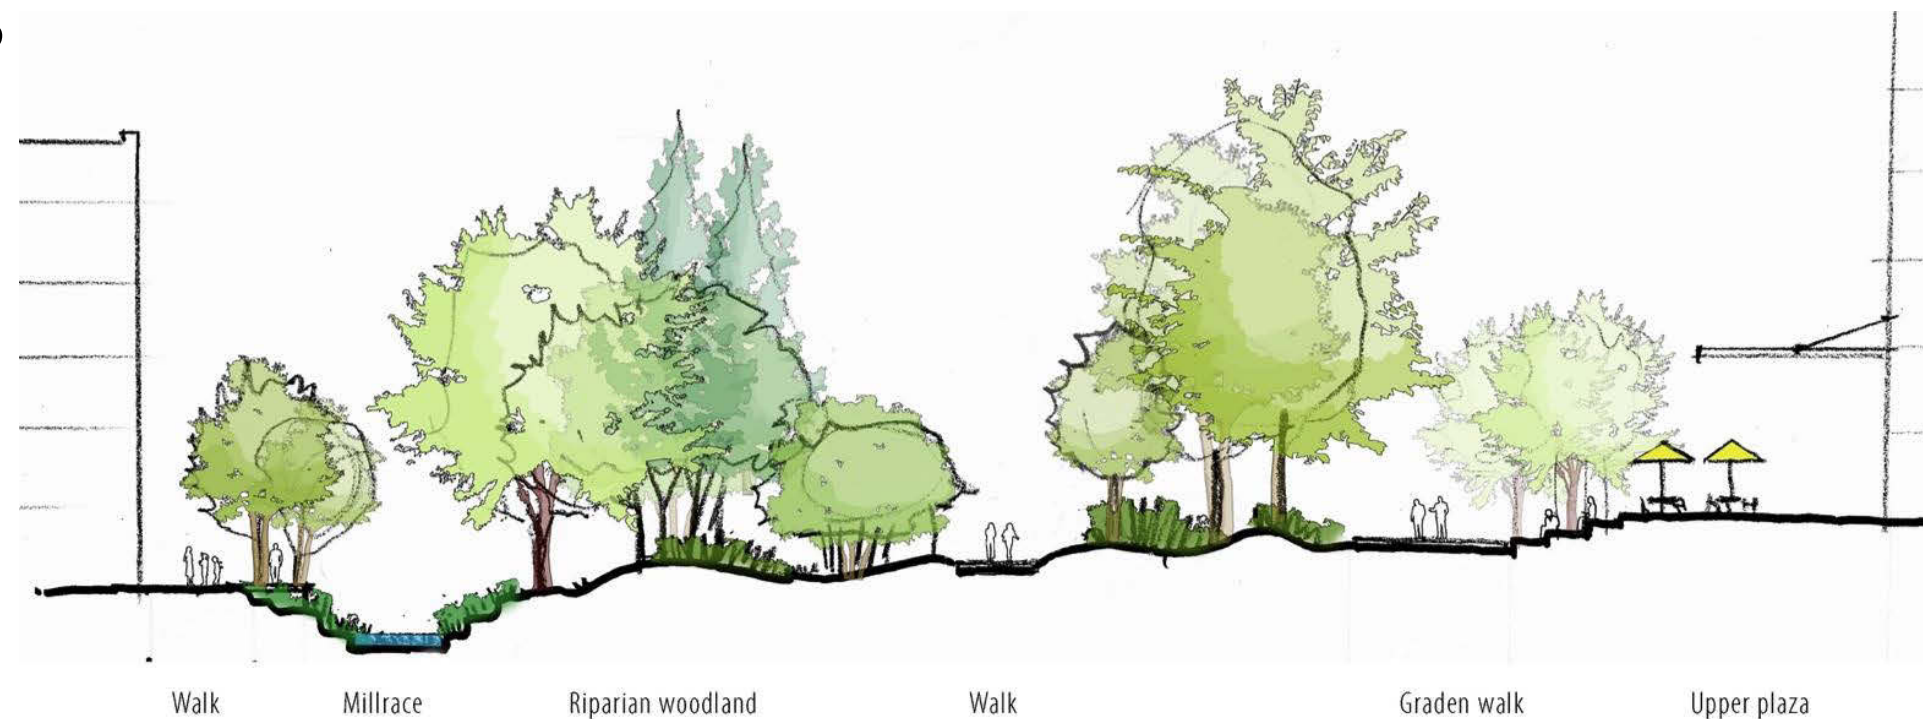 Walk
Millrace
Riparian woodland
Walk
Graden walk
Upper plaza